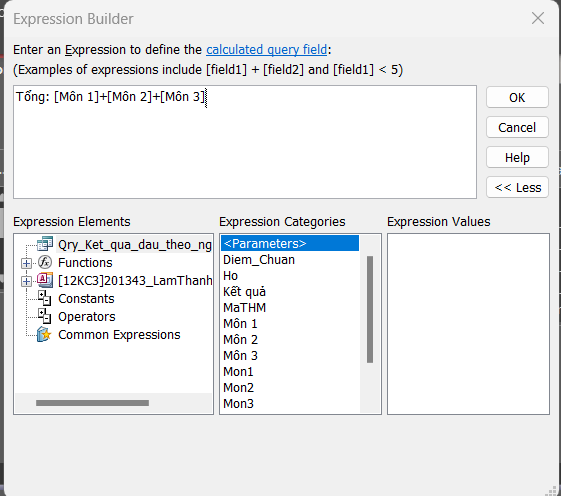 Expression Builder
Enter an Expression to define the calculated query field:
(Examples of expressions include [field1] + [field2] and [field1] < 5)
Tổng: [Môn 1]+[Môn 2]+[Môn 3]
OK
Cancel
Help
<< Less
Expression Elements
Qry_Ket_qua_dau_theo_ng
Functions
[12KC3]201343_LamThanh
Constants
Operators
Common Expressions
Expression Categories
<Parameters>
Diem_Chuan
Ho
Kết quả
MaTHM
Môn 1
Môn 2
Môn 3
Mon1
Mon2
Mon3
Expression Values